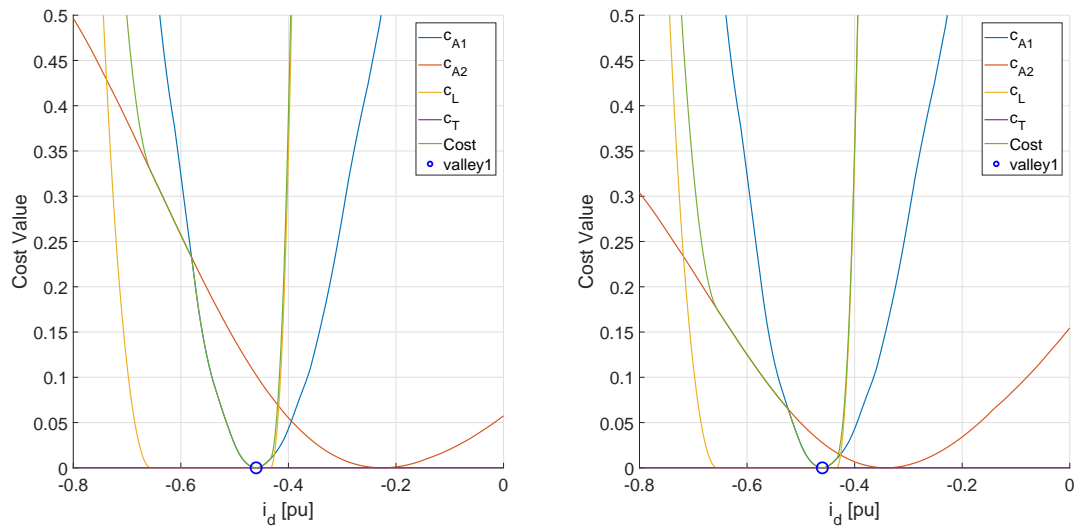 0.5
0.45
0.4
0.35
0.3
0.25
0.2
0.15
0.1
0.05
0
Cost Value
-0.8 -0.6 -0.4 -0.2 0
i_d [pu]
c_A1
c_A2
c_L
c_T
Cost
valley1
0.5
0.45
0.4
0.35
0.3
0.25
0.2
0.15
0.1
0.05
0
Cost Value
-0.8 -0.6 -0.4 -0.2 0
i_d [pu]
c_A1
c_A2
c_L
c_T
Cost
valley1